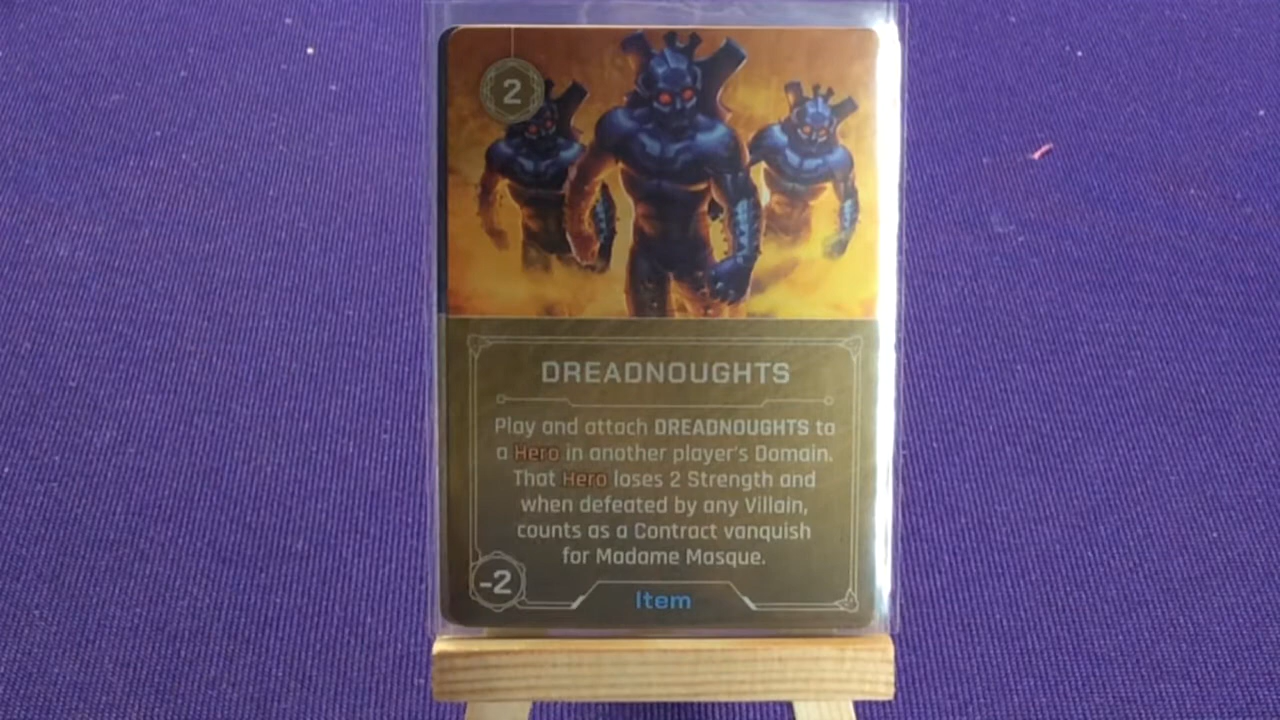 2
DREADNOUGHTS
Play and attach DREADNOUGHTS to
a Hero in another player's Domain.
That Hero loses 2 Strength and
when defeated by any Villain,
counts as a Contract vanquish
for Madame Masque.
-2
Item